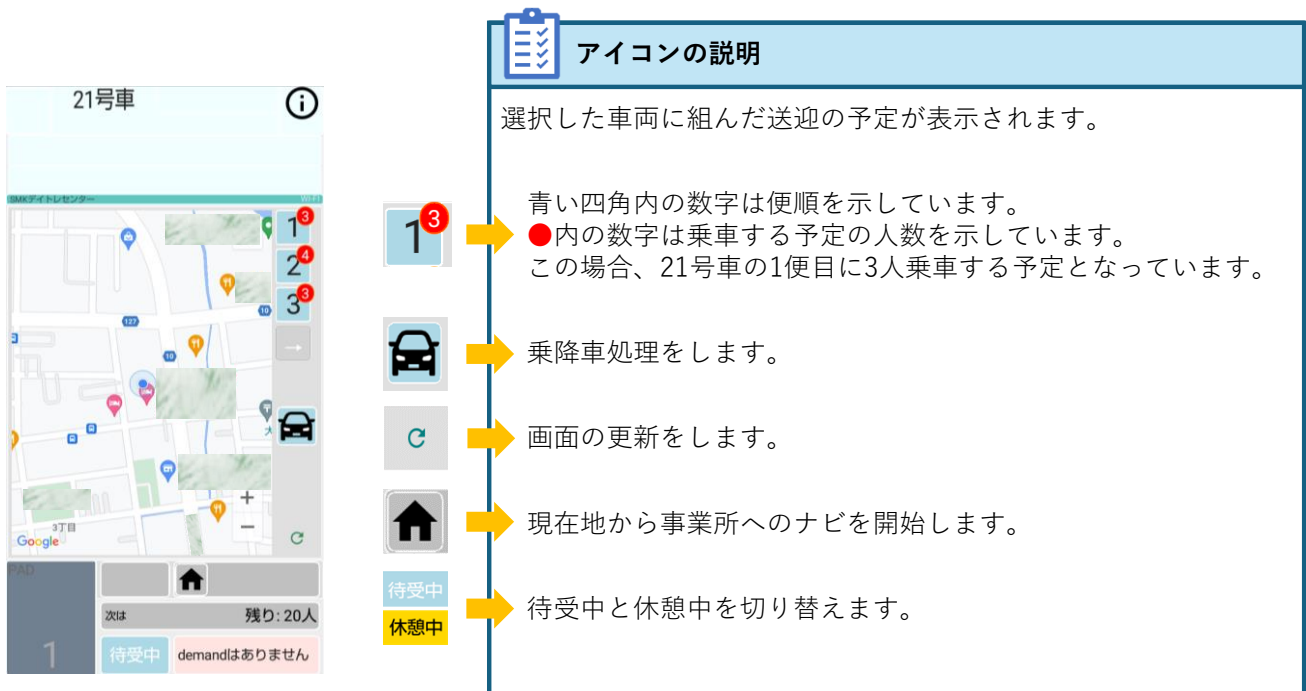 21号車
SMKデイトレセンター
Wi-Fi
1 3
2 4
3 3
→
127
10
10
大
3丁目
Google
+
−
PAD
1
次は
残り: 20人
待受中
demandはありません
アイコンの説明
選択した車両に組んだ送迎の予定が表示されます。
1 3
青い四角内の数字は便順を示しています。
●内の数字は乗車する予定の人数を示しています。
この場合、21号車の1便目に3人乗車する予定となっています。
乗降車処理をします。
画面の更新をします。
現在地から事業所へのナビを開始します。
待受中
休憩中
待受中と休憩中を切り替えます。